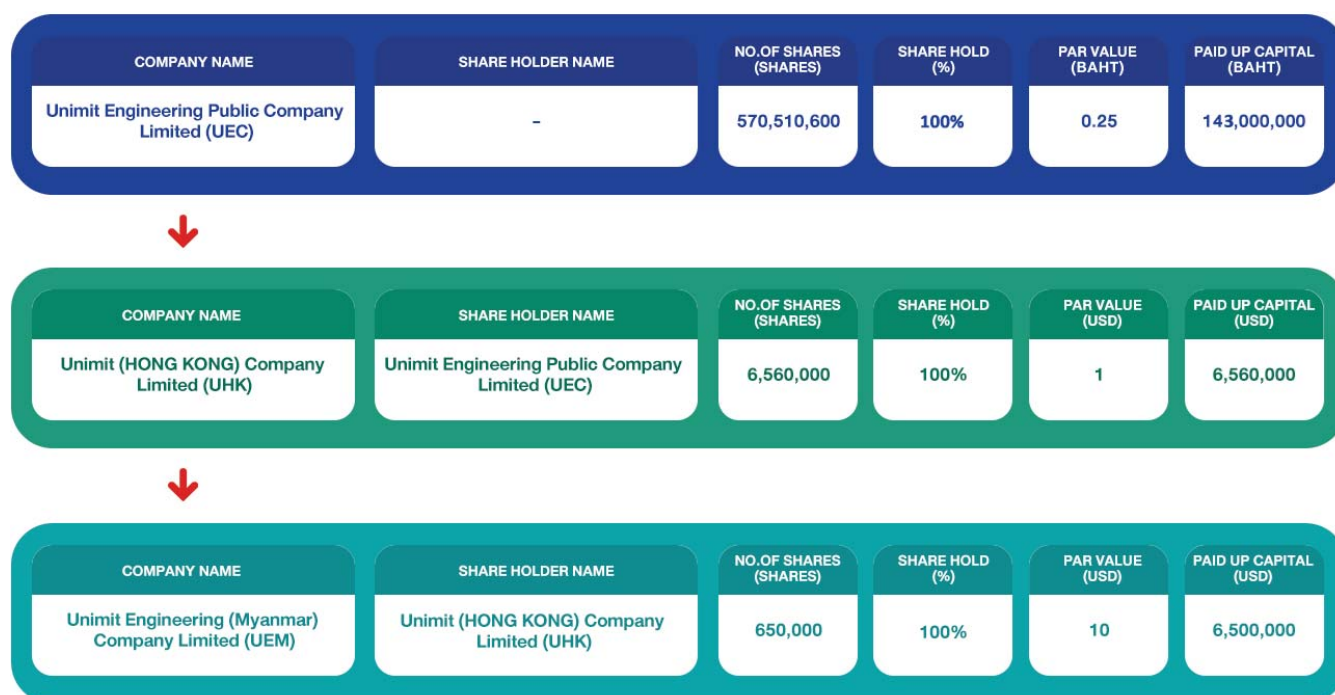 COMPANY NAME
SHARE HOLDER NAME
NO.OF SHARES
(SHARES)
SHARE HOLD
(%)
PAR VALUE
(BAHT)
PAID UP CAPITAL
(BAHT)
Unimit Engineering Public Company
Limited (UEC)
–
570,510,600
100%
0.25
143,000,000
COMPANY NAME
SHARE HOLDER NAME
NO.OF SHARES
(SHARES)
SHARE HOLD
(%)
PAR VALUE
(USD)
PAID UP CAPITAL
(USD)
Unimit (HONG KONG) Company
Limited (UHK)
Unimit Engineering Public Company
Limited (UEC)
6,560,000
100%
1
6,560,000
COMPANY NAME
SHARE HOLDER NAME
NO.OF SHARES
(SHARES)
SHARE HOLD
(%)
PAR VALUE
(USD)
PAID UP CAPITAL
(USD)
Unimit Engineering (Myanmar)
Company Limited (UEM)
Unimit (HONG KONG) Company
Limited (UHK)
650,000
100%
10
6,500,000